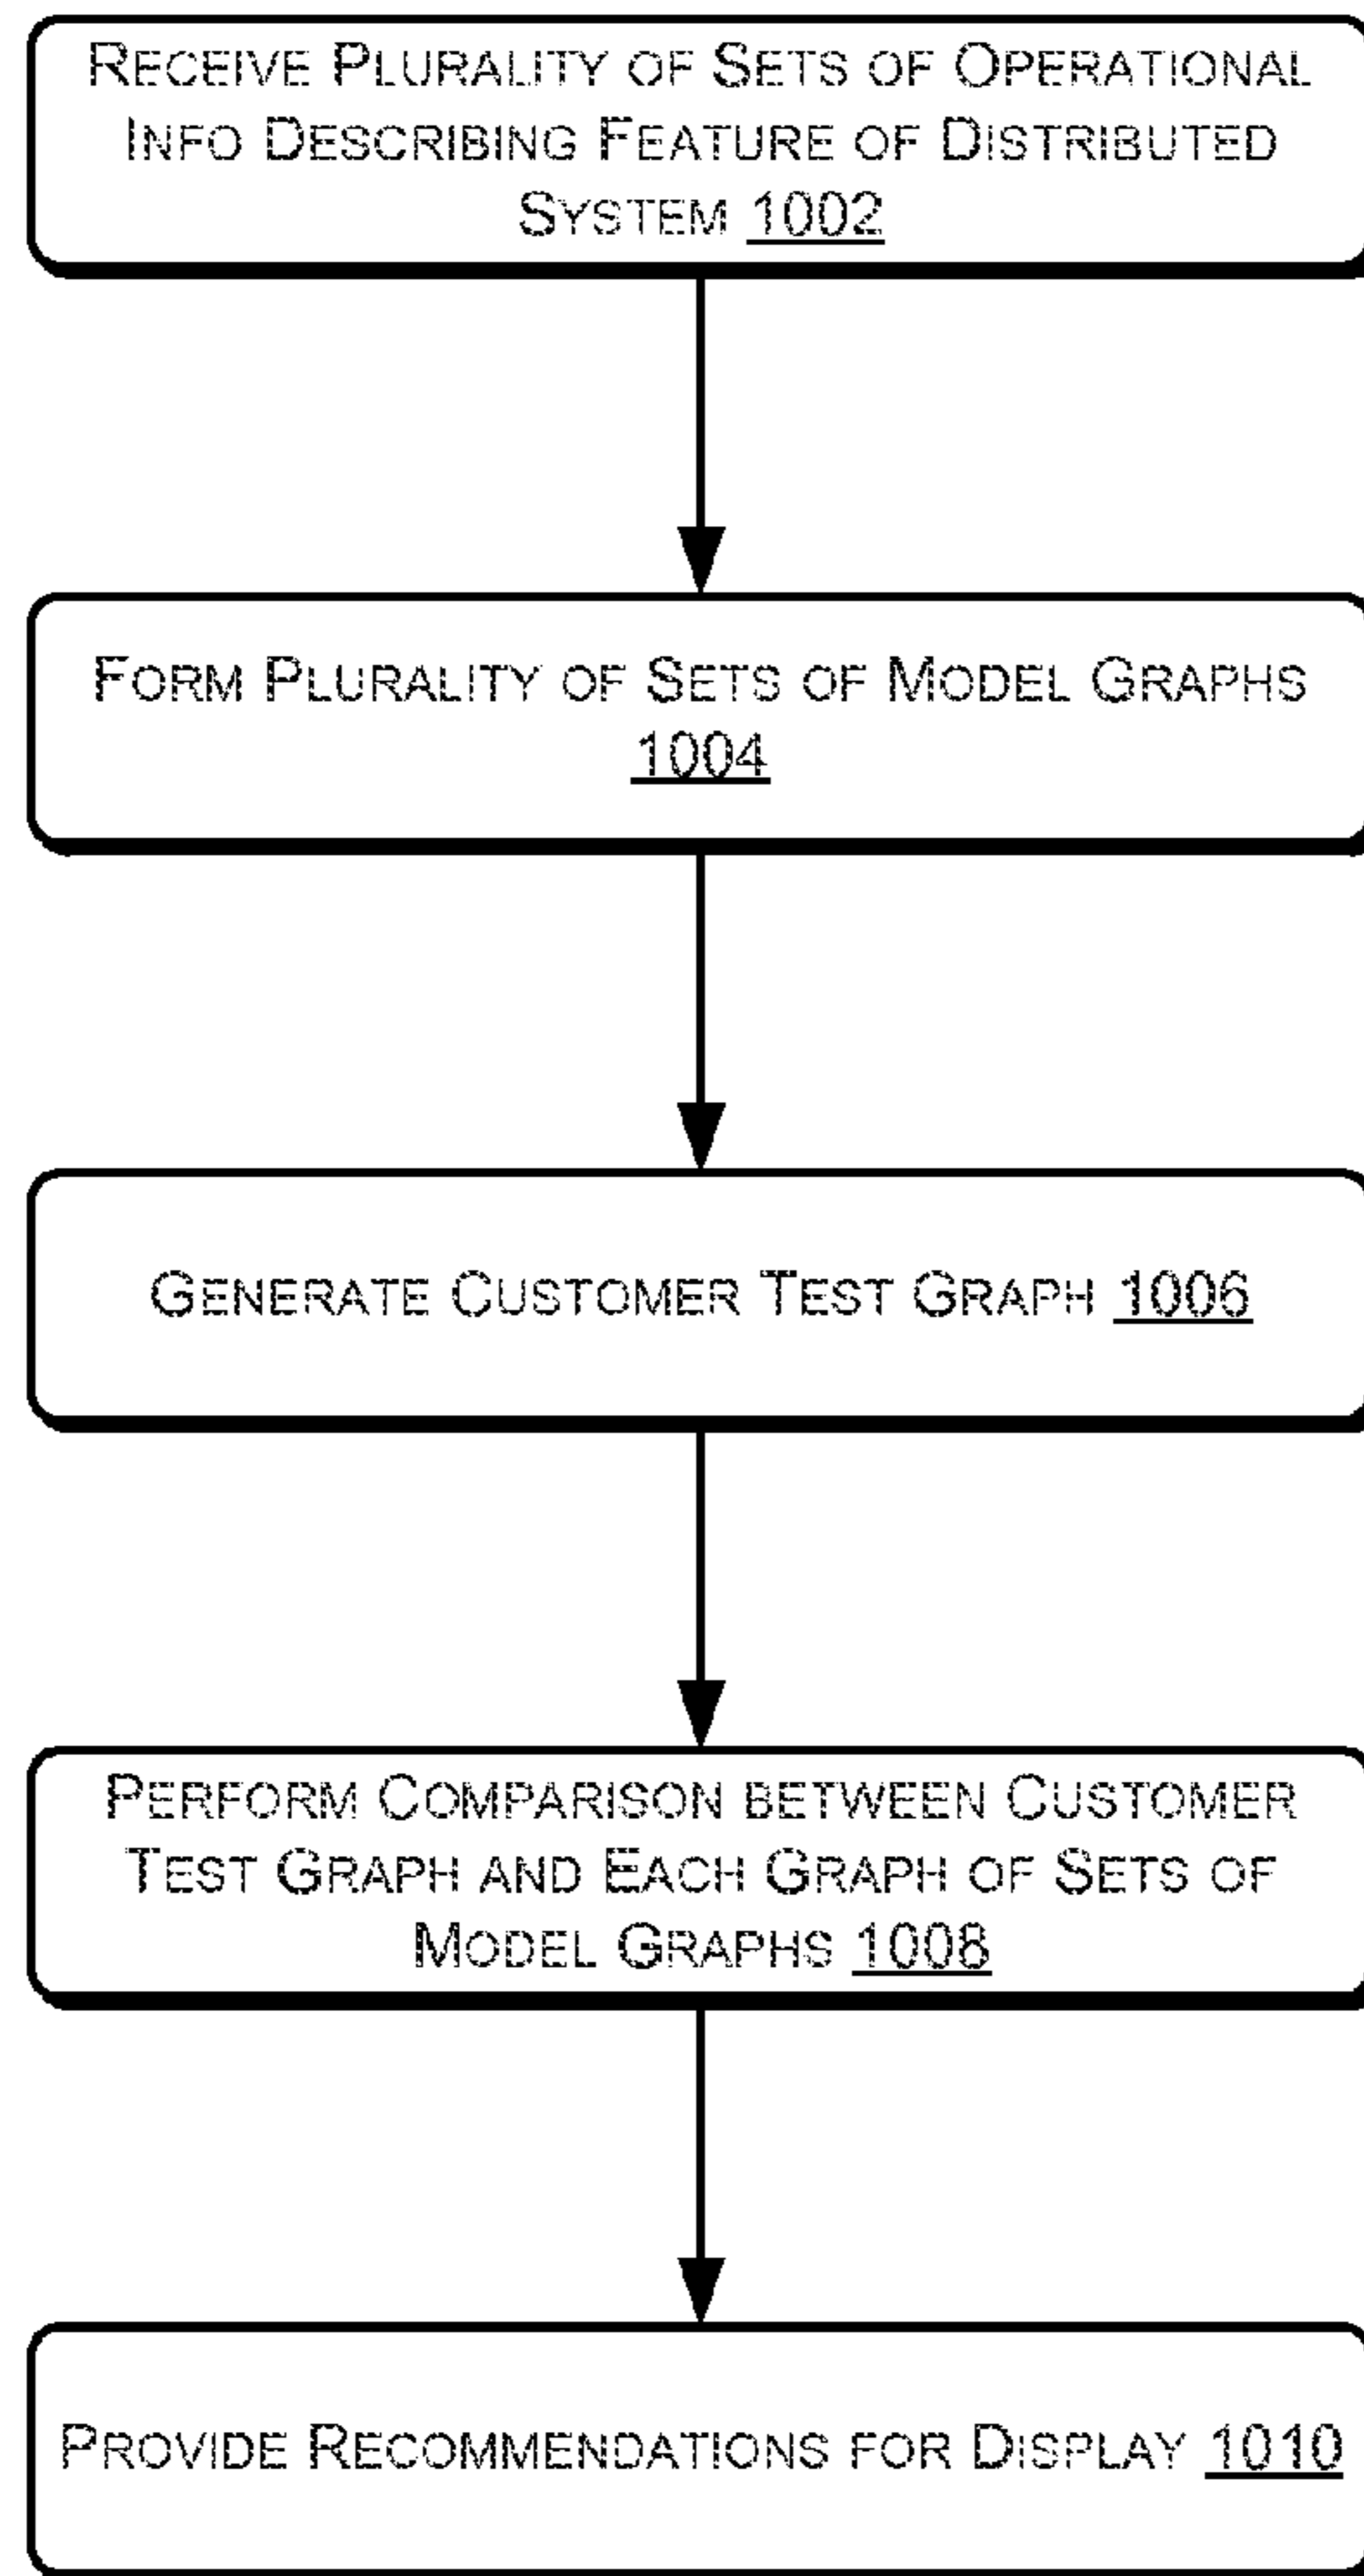 RECEIVE PLURALITY OF SETS OF OPERATIONAL
INFO DESCRIBING FEATURE OF DISTRIBUTED
SYSTEM 1002
FORM PLURALITY OF SETS OF MODEL GRAPHS
1004
GENERATE CUSTOMER TEST GRAPH 1006
PERFORM COMPARISON BETWEEN CUSTOMER
TEST GRAPH AND EACH GRAPH OF SETS OF
MODEL GRAPHS 1008
PROVIDE RECOMMENDATIONS FOR DISPLAY 1010